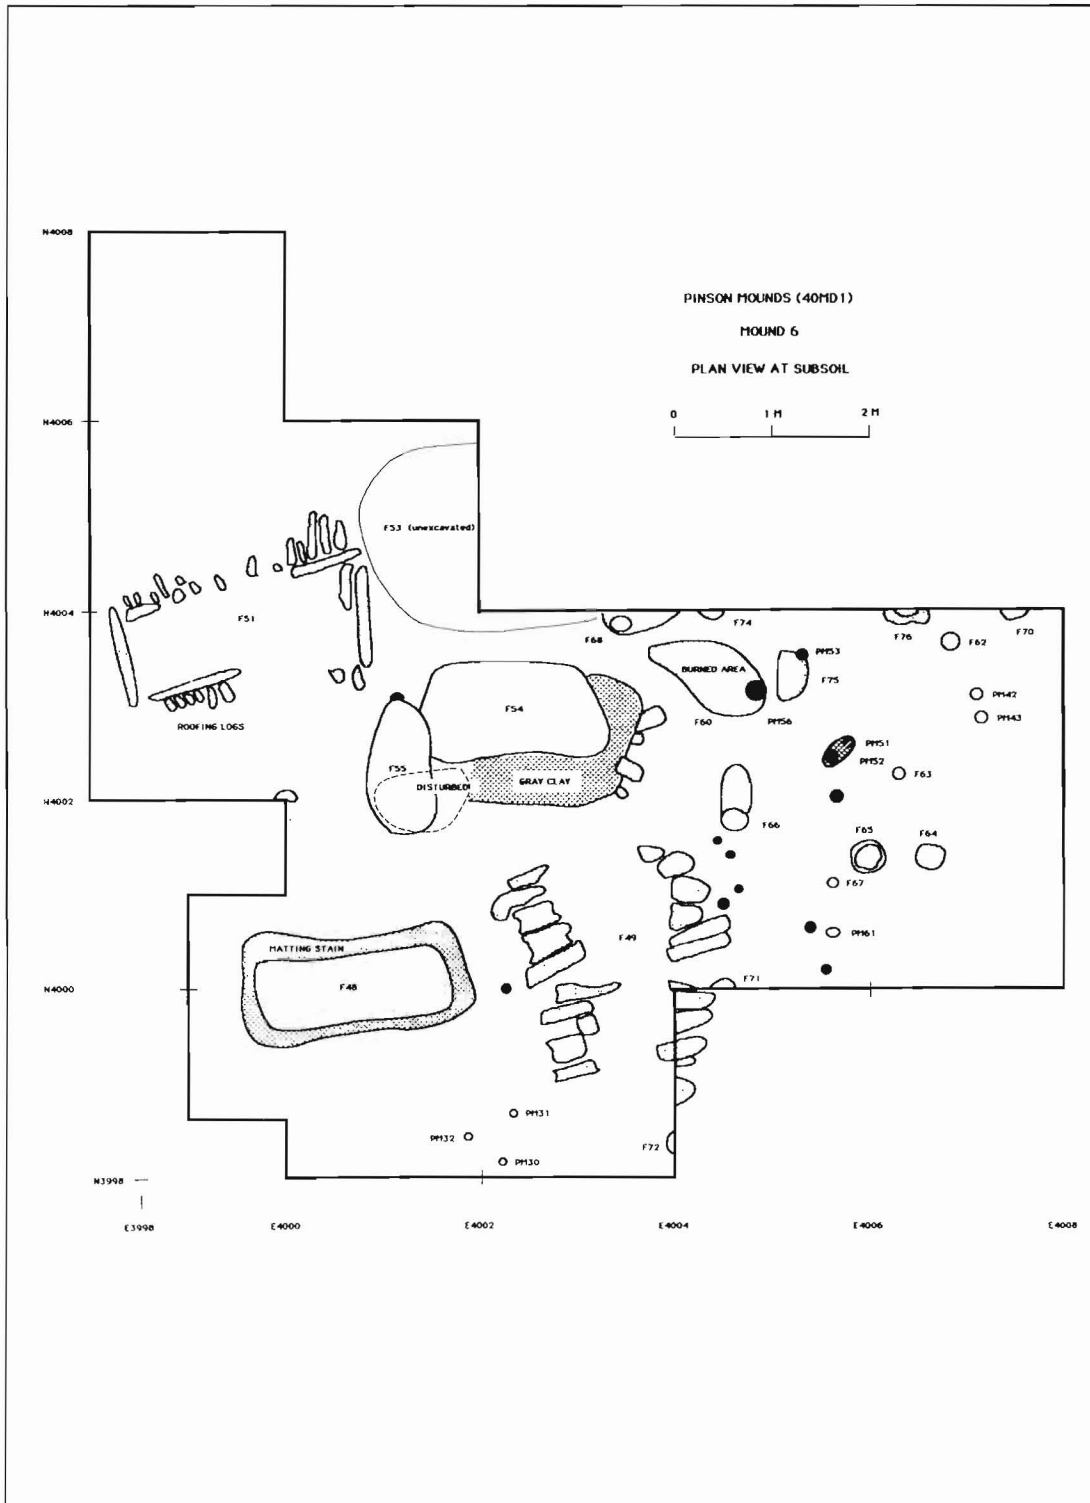 N4008
PINSON MOUNDS (40MD1)
MOUND 6
PLAN VIEW AT SUBSOIL
0 1 M 2 M
N4006
F53 (unexcavated)
N4004
F51
F68
F74
F76
F62
F70
PM53
BURNED AREA
F75
PM42
PM43
ROOFING LOGS
F54
F60
PM56
PM51
PM52
F55
DISTURBED
GRAY CLAY
F63
N4002
F66
F65
F64
F67
MATTING STAIN
F49
PM61
F71
N4000
F48
PM31
PM32
PM30
F72
N3998
E3998
E4000
E4002
E4004
E4006
E4008